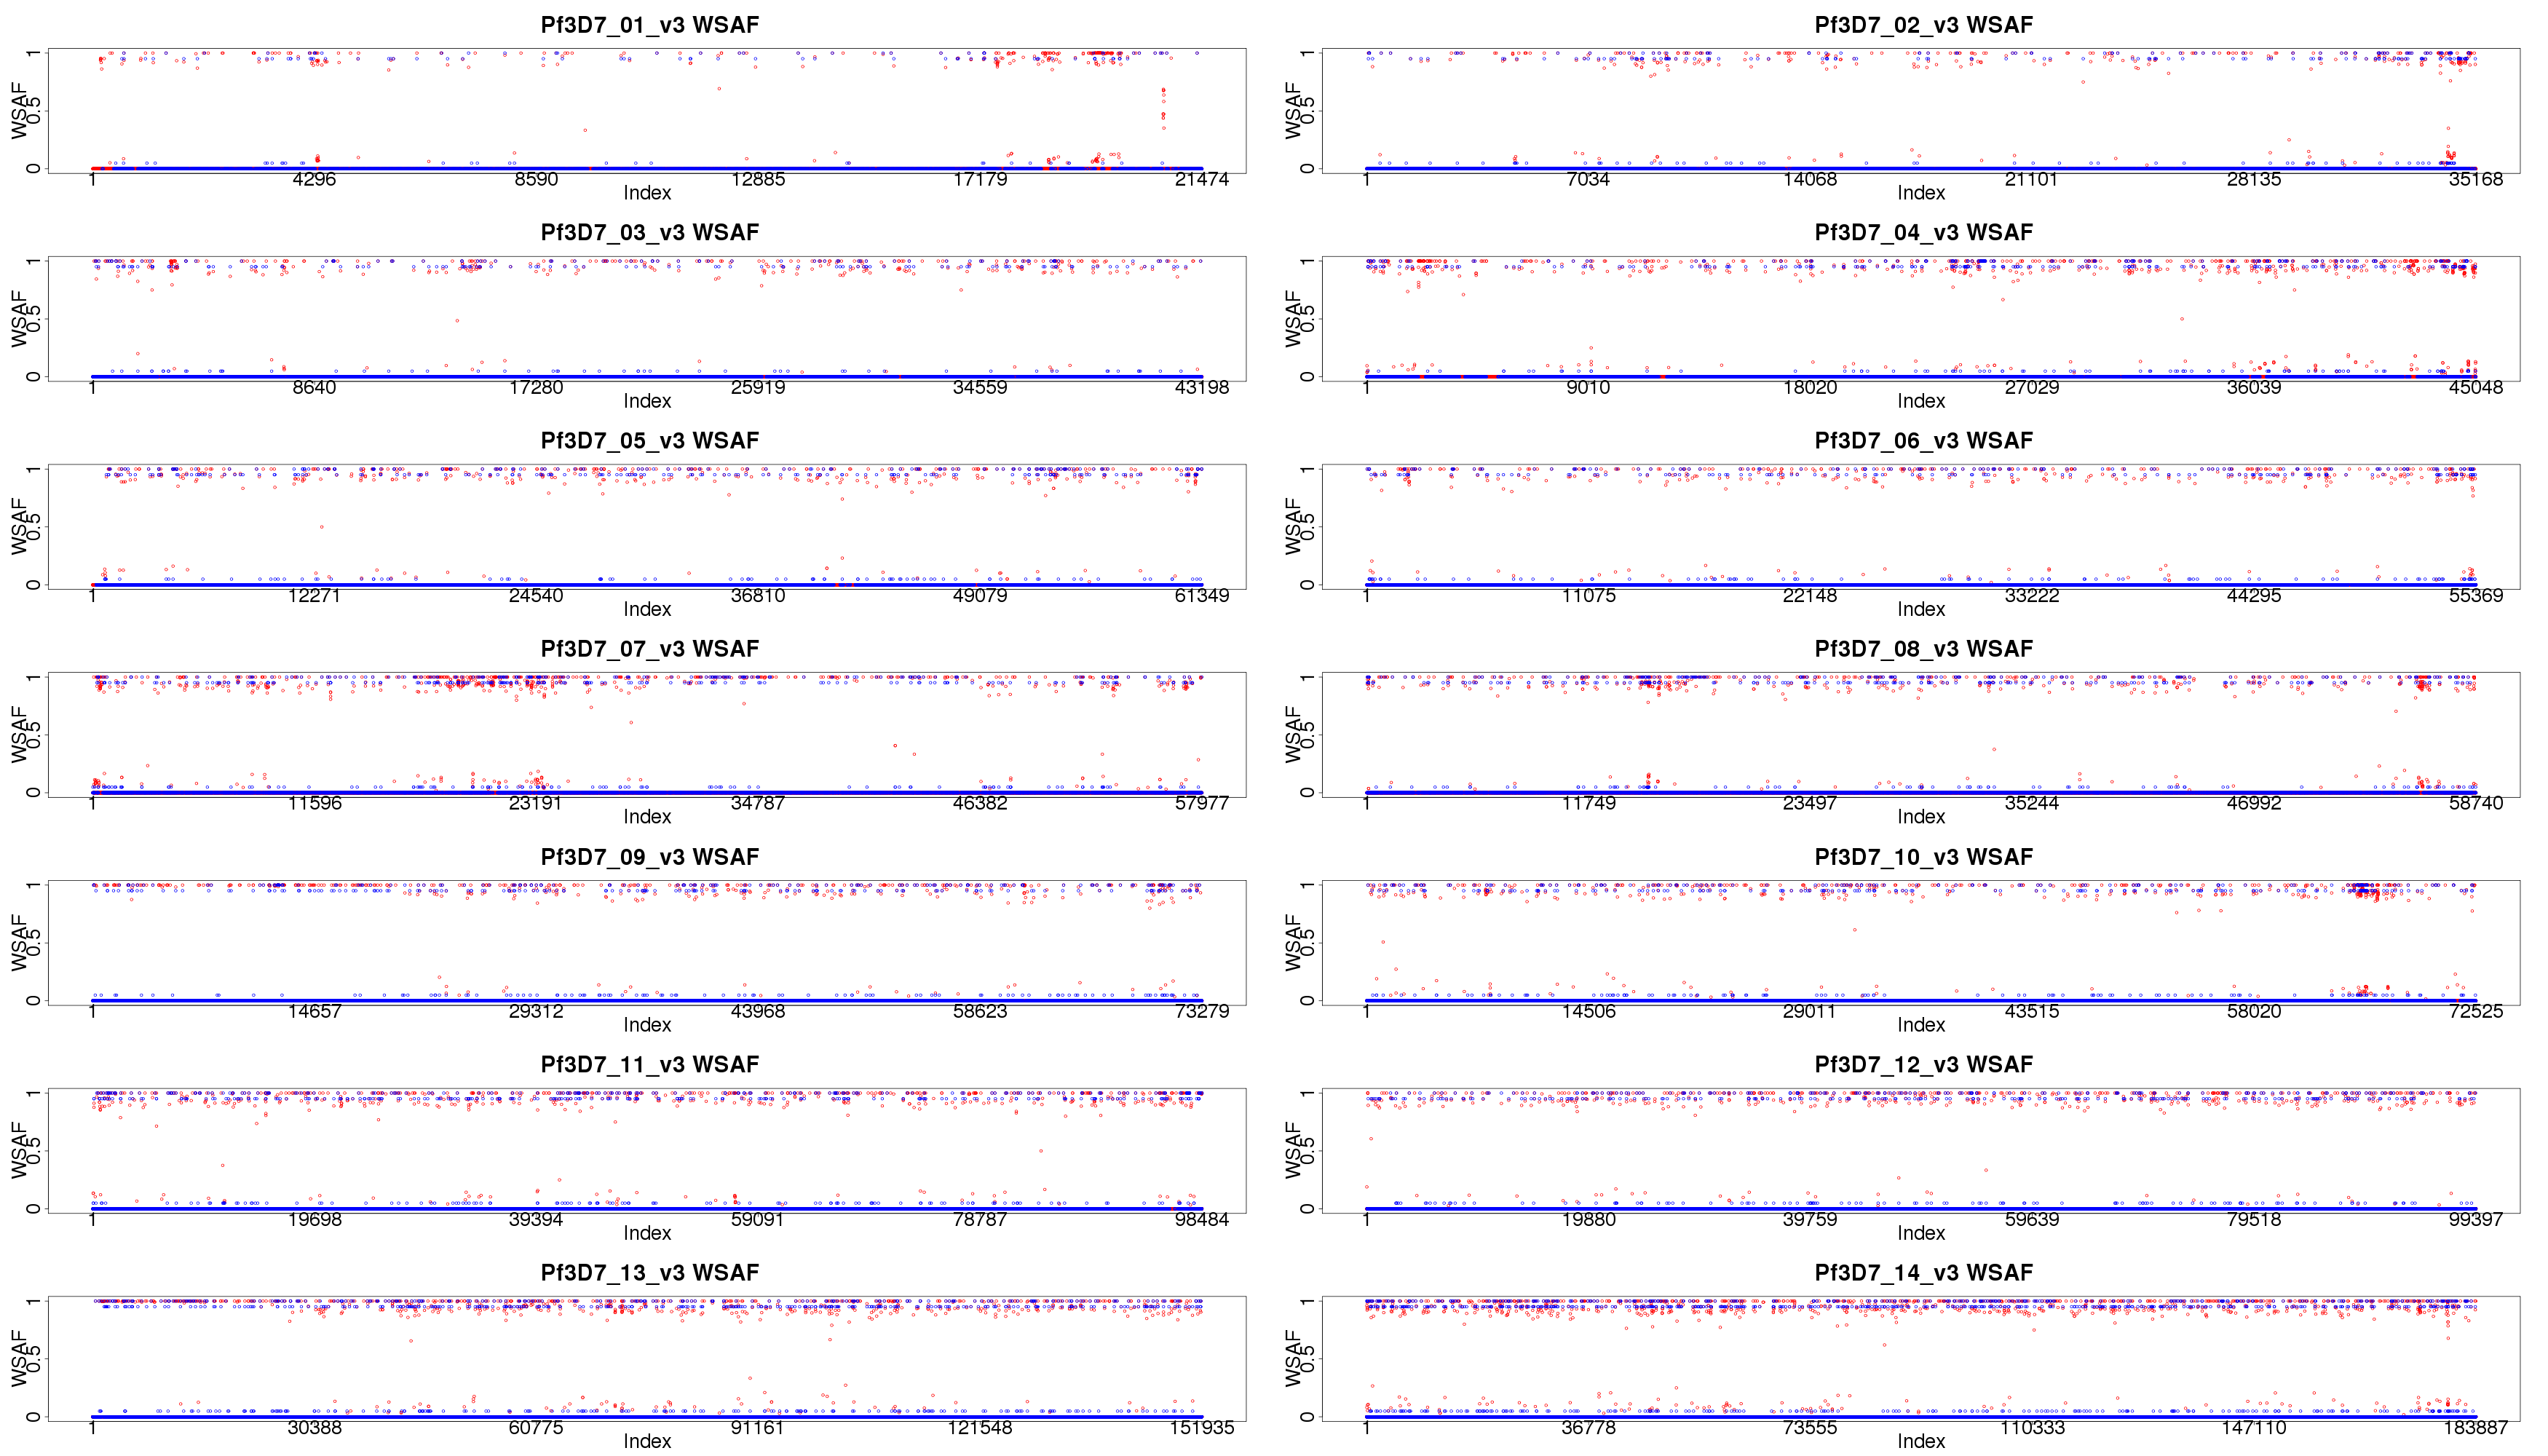 Pf3D7_01_v3 WSAF
WSAF
0 0.5 1
1 4296 8590 12885 17179 21474
Index
Pf3D7_02_v3 WSAF
WSAF
0 0.5 1
1 7034 14068 21101 28135 35168
Index
Pf3D7_03_v3 WSAF
WSAF
0 0.5 1
1 8640 17280 25919 34559 43198
Index
Pf3D7_04_v3 WSAF
WSAF
0 0.5 1
1 9010 18020 27029 36039 45048
Index
Pf3D7_05_v3 WSAF
WSAF
0 0.5 1
1 12271 24540 36810 49079 61349
Index
Pf3D7_06_v3 WSAF
WSAF
0 0.5 1
1 11075 22148 33222 44295 55369
Index
Pf3D7_07_v3 WSAF
WSAF
0 0.5 1
1 11596 23191 34787 46382 57977
Index
Pf3D7_08_v3 WSAF
WSAF
0 0.5 1
1 11749 23497 35244 46992 58740
Index
Pf3D7_09_v3 WSAF
WSAF
0 0.5 1
1 14657 29312 43968 58623 73279
Index
Pf3D7_10_v3 WSAF
WSAF
0 0.5 1
1 14506 29011 43515 58020 72525
Index
Pf3D7_11_v3 WSAF
WSAF
0 0.5 1
1 19698 39394 59091 78787 98484
Index
Pf3D7_12_v3 WSAF
WSAF
0 0.5 1
1 19880 39759 59639 79518 99397
Index
Pf3D7_13_v3 WSAF
WSAF
0 0.5 1
1 30388 60775 91161 121548 151935
Index
Pf3D7_14_v3 WSAF
WSAF
0 0.5 1
1 36778 73555 110333 147110 183887
Index